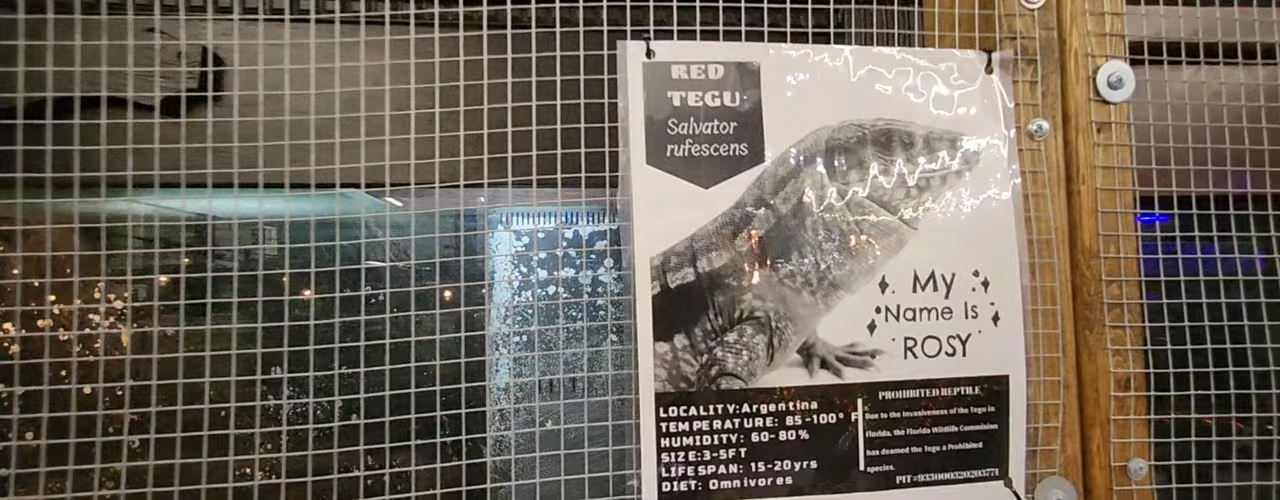 RED
TEGU
Salvator
rufescens
My
Name Is
ROSY
LOCALITY:Argentina
TEMPERATURE: 85-100° F
HUMIDITY: 60-80%
SIZE:3-5FT
LIFESPAN: 15-20yrs
DIET: Omnivores
PROHIBITED REPTILE
Due to the Invasiveness of the Tegu in
Florida, the Florida Wildlife Commision
has deemed the Tegu a Prohibited
species.